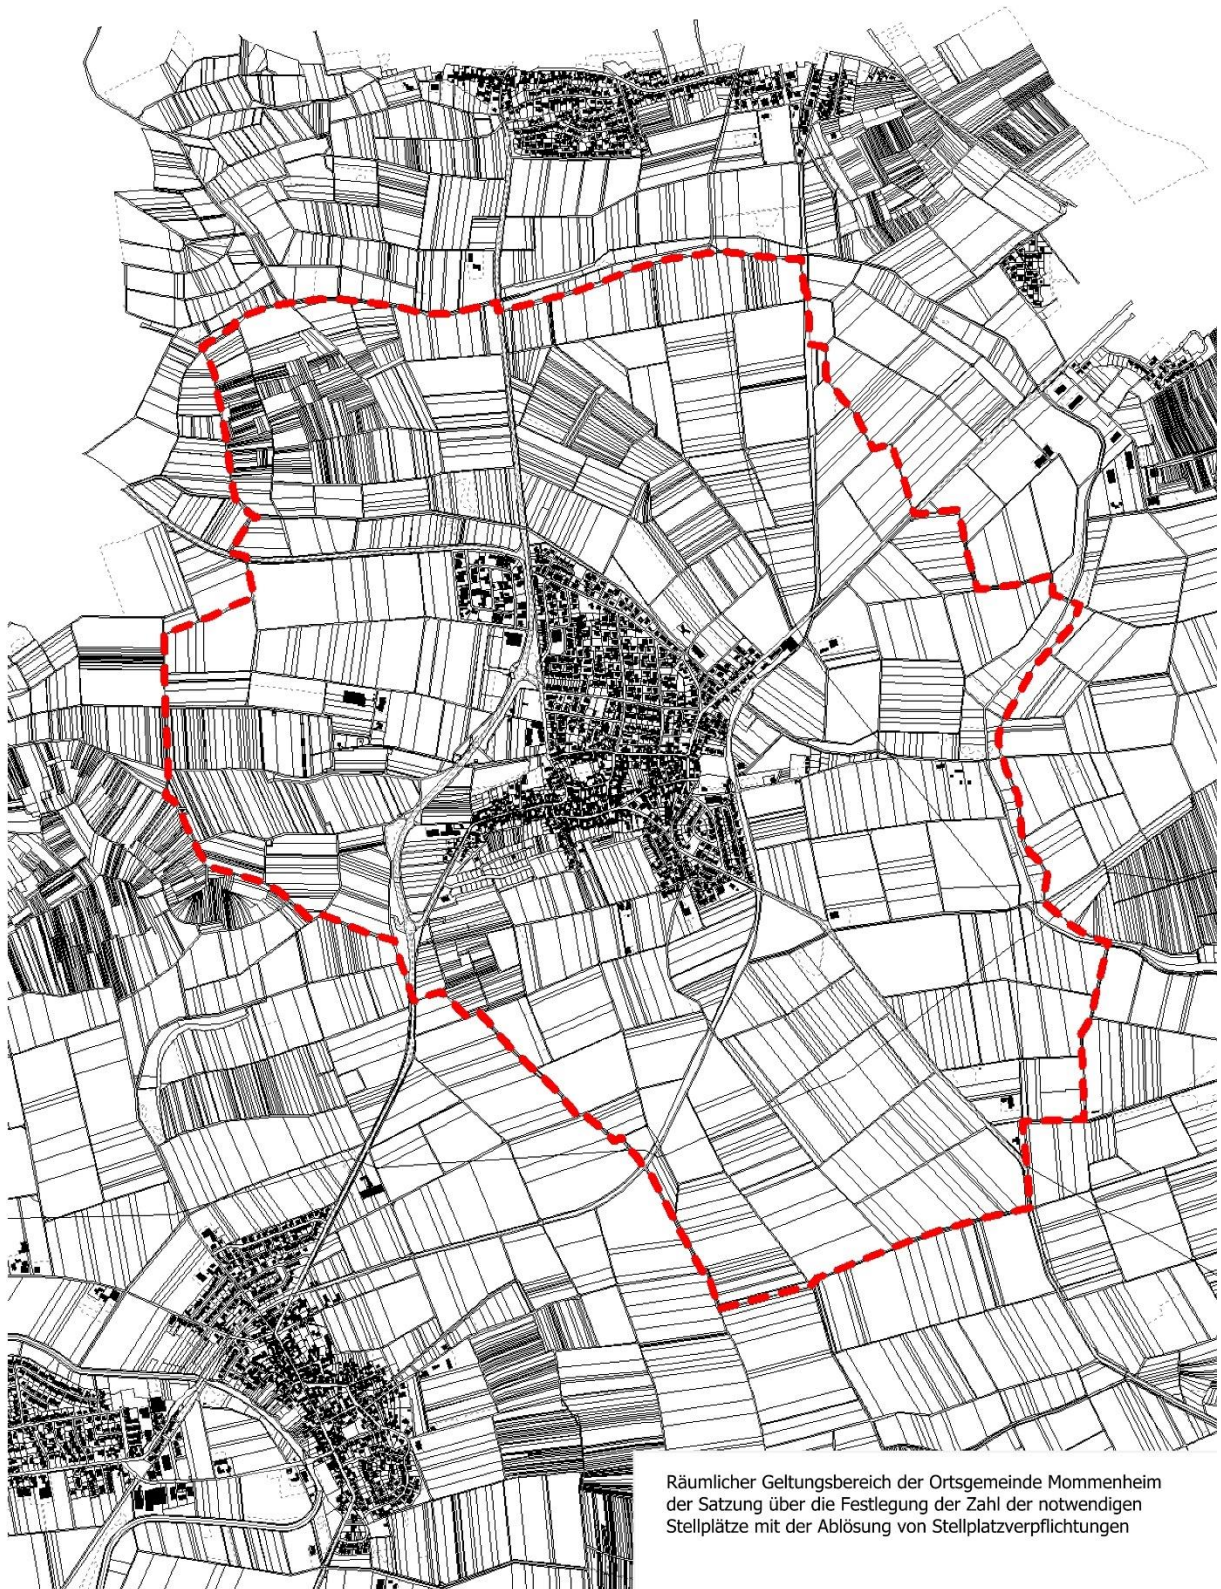 Räumlicher Geltungsbereich der Ortsgemeinde Mommenheim
der Satzung über die Festlegung der Zahl der notwendigen
Stellplätze mit der Ablösung von Stellplatzverpflichtungen